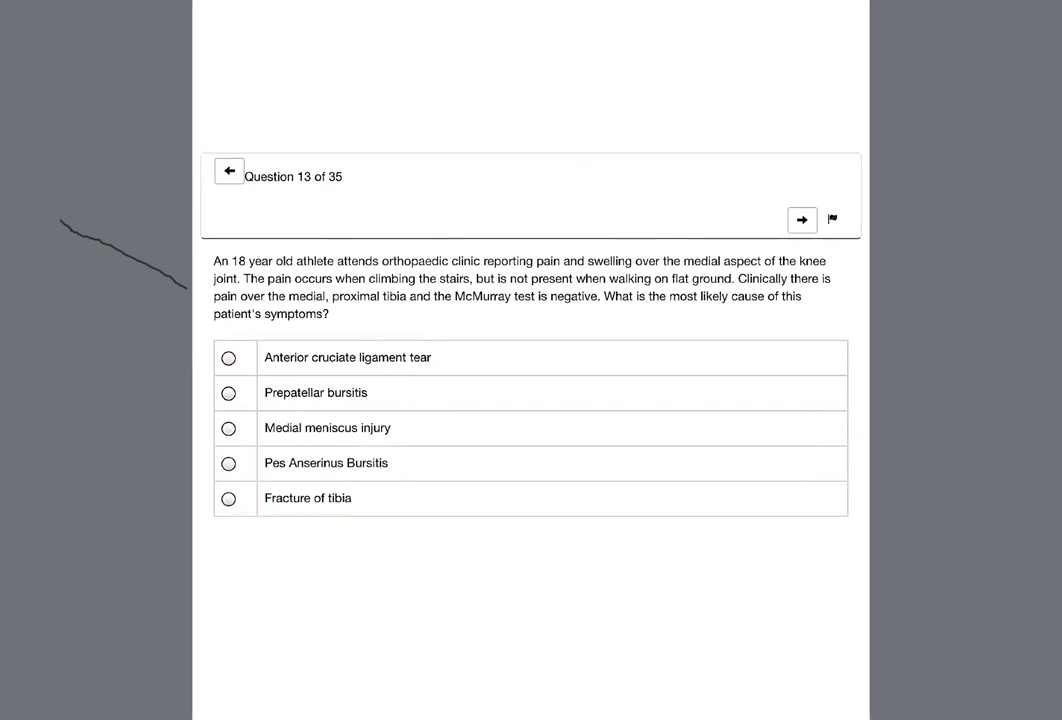 Question 13 of 35
An 18 year old athlete attends orthopaedic clinic reporting pain and swelling over the medial aspect of the knee
joint. The pain occurs when climbing the stairs, but is not present when walking on flat ground. Clinically there is
pain over the medial, proximal tibia and the McMurray test is negative. What is the most likely cause of this
patient's symptoms?
Anterior cruciate ligament tear
Prepatellar bursitis
Medial meniscus injury
Pes Anserinus Bursitis
Fracture of tibia